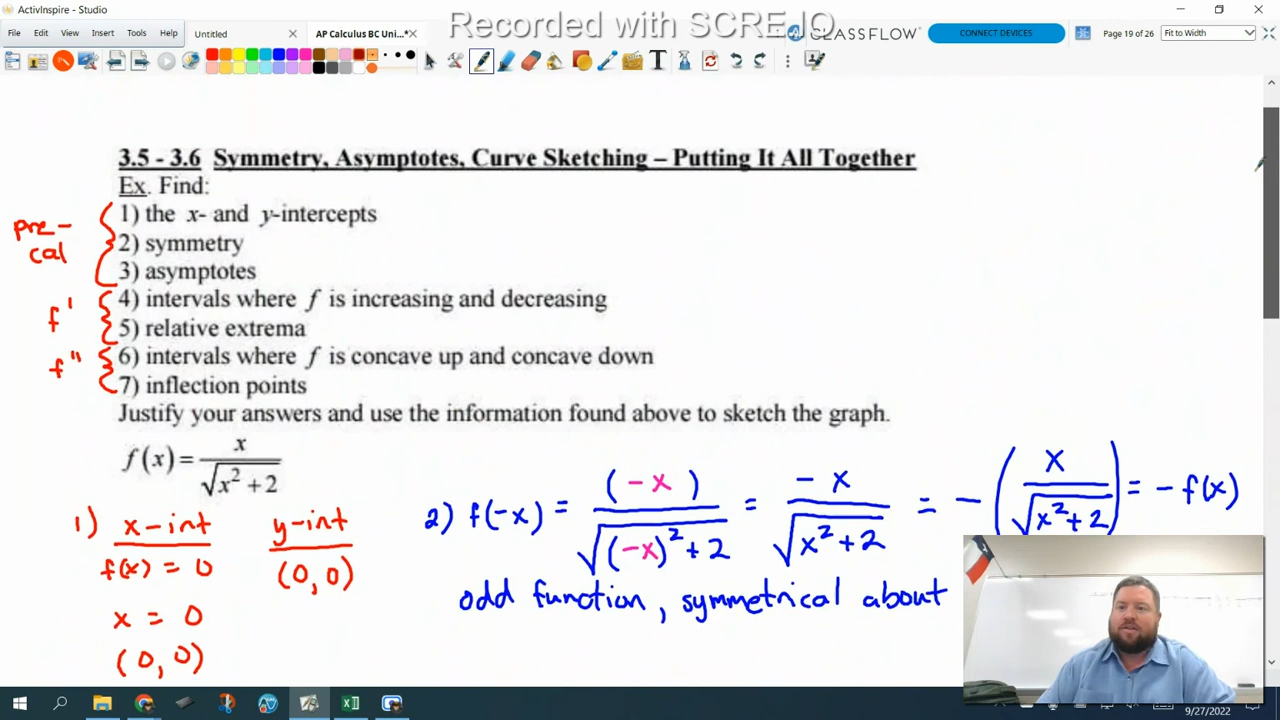 ActivInspire - Studio
Recorded with SCRE.IO
File Edit View Insert Tools Help Untitled AP Calculus BC Uni...* CLASSFLOW CONNECT DEVICES Page 19 of 26 Fit to Width
3.5 - 3.6 Symmetry, Asymptotes, Curve Sketching – Putting It All Together
Ex. Find:
pre-cal
1) the x- and y-intercepts
2) symmetry
3) asymptotes
f'
4) intervals where f is increasing and decreasing
5) relative extrema
f"
6) intervals where f is concave up and concave down
7) inflection points
Justify your answers and use the information found above to sketch the graph.
f(x) = x / √(x² + 2)
1) x-int y-int
f(x) = 0 (0,0)
x = 0
(0,0)
2) f(-x) = (-x) / √((-x)² + 2) = -x / √(x² + 2) = -(x / √(x² + 2)) = -f(x)
odd function, symmetrical about
9/27/2022